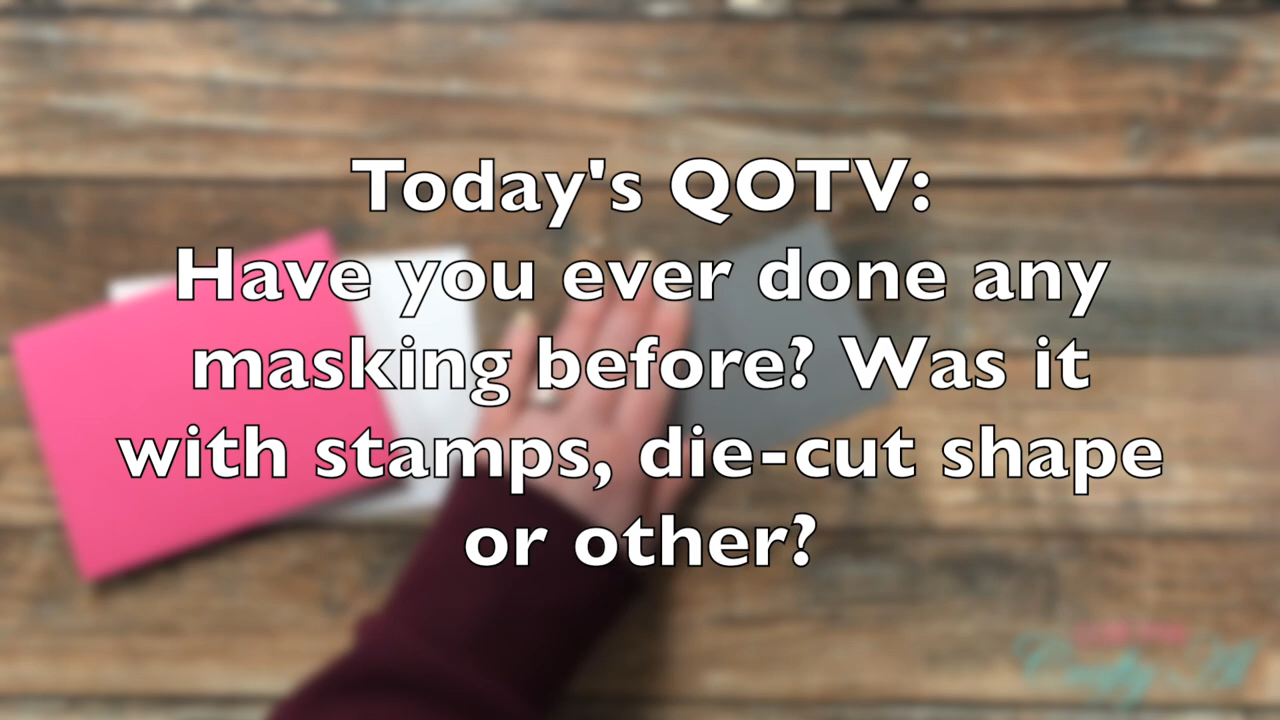 Today's QOTV:
Have you ever done any
masking before? Was it
with stamps, die-cut shape
or other?